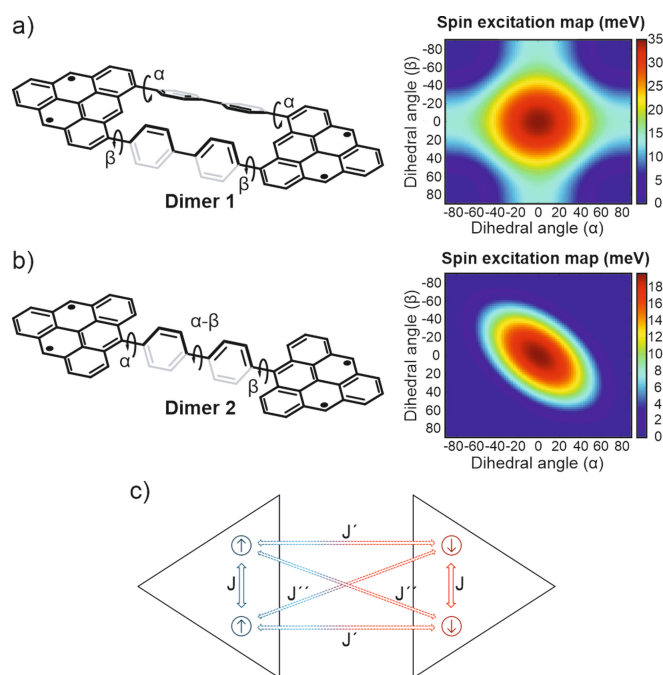 a)
α
α
β
β
Dimer 1
Spin excitation map (meV)
Dihedral angle (β)
-80
-60
-40
-20
0
20
40
60
80
-80 -60 -40 -20 0 20 40 60 80
Dihedral angle (α)
35
30
25
20
15
10
5
0
b)
α-β
α
β
Dimer 2
Spin excitation map (meV)
Dihedral angle (β)
-80
-60
-40
-20
0
20
40
60
80
-80 -60 -40 -20 0 20 40 60 80
Dihedral angle (α)
18
16
14
12
10
8
6
4
2
0
c)
J´
J
J´´
J´´
J
J´